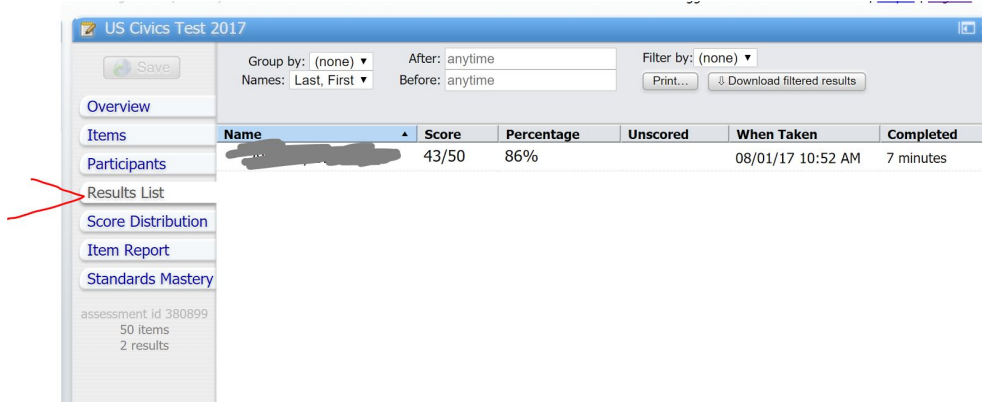 US Civics Test 2017
Save
Group by: (none) ▼ After: anytime Filter by: (none) ▼
Names: Last, First ▼ Before: anytime Print... ⇩ Download filtered results
Overview
Items
Participants
Results List
Score Distribution
Item Report
Standards Mastery
assessment id 380899
50 items
2 results
Name ▲ Score Percentage Unscored When Taken Completed
43/50 86% 08/01/17 10:52 AM 7 minutes